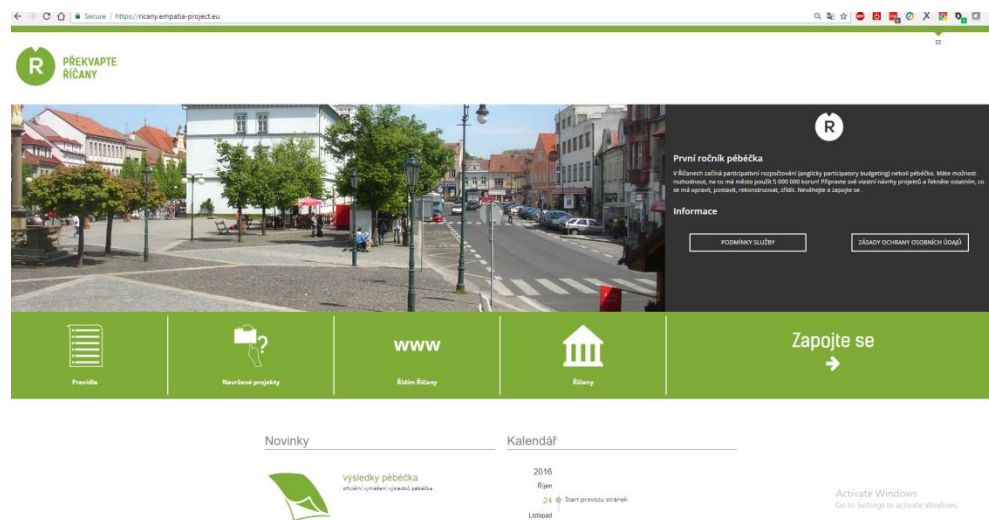 Secure | https://ricany.empatia-project.eu
CZ
Ř
PŘEKVAPTE
ŘÍČANY
Ř
První ročník pébéčka
V Říčanech začíná participativní rozpočtování (anglicky participatory budgeting) neboli pébéčko. Máte možnost
rozhodnout, na co má město použít 5 000 000 korun! Připravte své vlastní návrhy projektů a řekněte ostatním, co
se má opravit, postavit, rekonstruovat, zřídit. Neváhejte a zapojte se .
Informace
PODMÍNKY SLUŽBY
ZÁSADY OCHRANY OSOBNÍCH ÚDAJŮ
Pravidla
Navržené projekty
www
Řídím Říčany
Říčany
Zapojte se
Novinky
Kalendář
výsledky pébéčka
oficiální vyhlášení výsledků pébéčka
2016
Říjen
24 Start provozu stránek
Listopad
Activate Windows
Go to Settings to activate Windows.